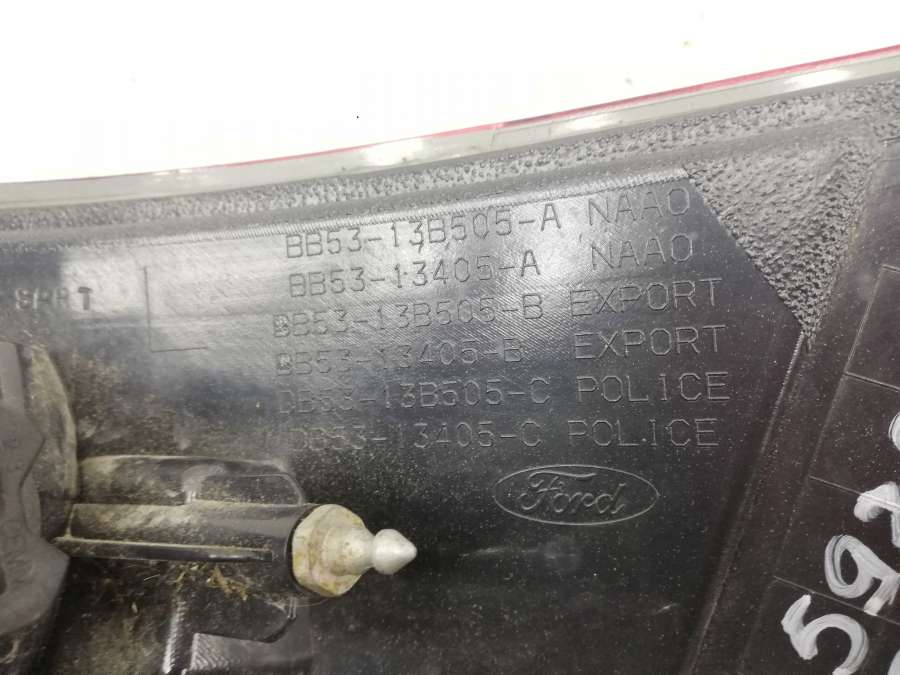 BB53-13B505-A NAAO
BB53-13405-A NAAO
BB53-13B505-B EXPORT
BB53-13405-B EXPORT
DB53-13B505-C POLICE
DB53-13405-C POLICE
Ford